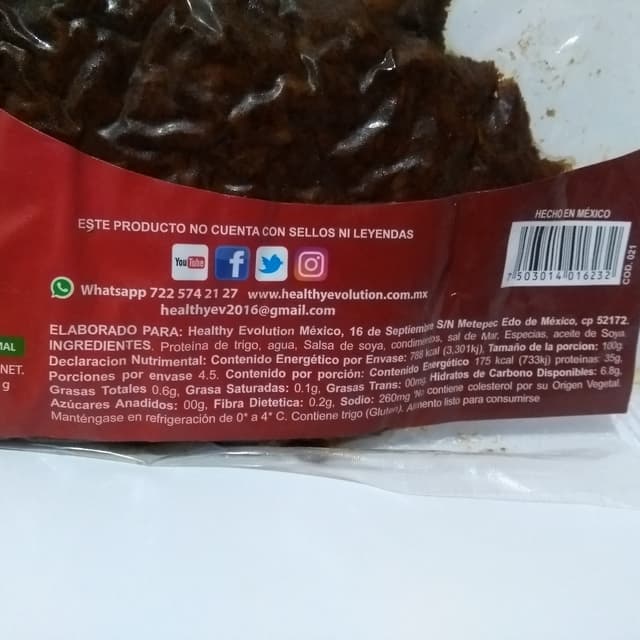 HECHO EN MÉXICO
ESTE PRODUCTO NO CUENTA CON SELLOS NI LEYENDAS
You Tube
7 503014 016232
COD. 021
Whatsapp 722 574 21 27 www.healthyevolution.com.mx
healthyev2016@gmail.com
ELABORADO PARA: Healthy Evolution México, 16 de Septiembre S/N Metepec Edo de México, cp 52172.
INGREDIENTES. Proteína de trigo, agua, Salsa de soya, condimentos, sal de Mar. Especias, aceite de Soya.
Declaracion Nutrimental: Contenido Energético por Envase: 788 kcal (3,301kj), Tamaño de la porcion: 100g.
Porciones por envase 4.5. Contenido por porción: Contenido Energético 175 kcal (733kj) proteinas: 35g,
Grasas Totales 0.6g, Grasa Saturadas: 0.1g, Grasas Trans: 00mg, Hidratos de Carbono Disponibles: 6.8g,
Azúcares Anadidos: 00g, Fibra Dietetica: 0.2g, Sodio: 260mg *No contiene colesterol por su Origen Vegetal.
Manténgase en refrigeración de 0° a 4° C. Contiene trigo (Gluten). Alimento listo para consumirse
MAL
NET.
g